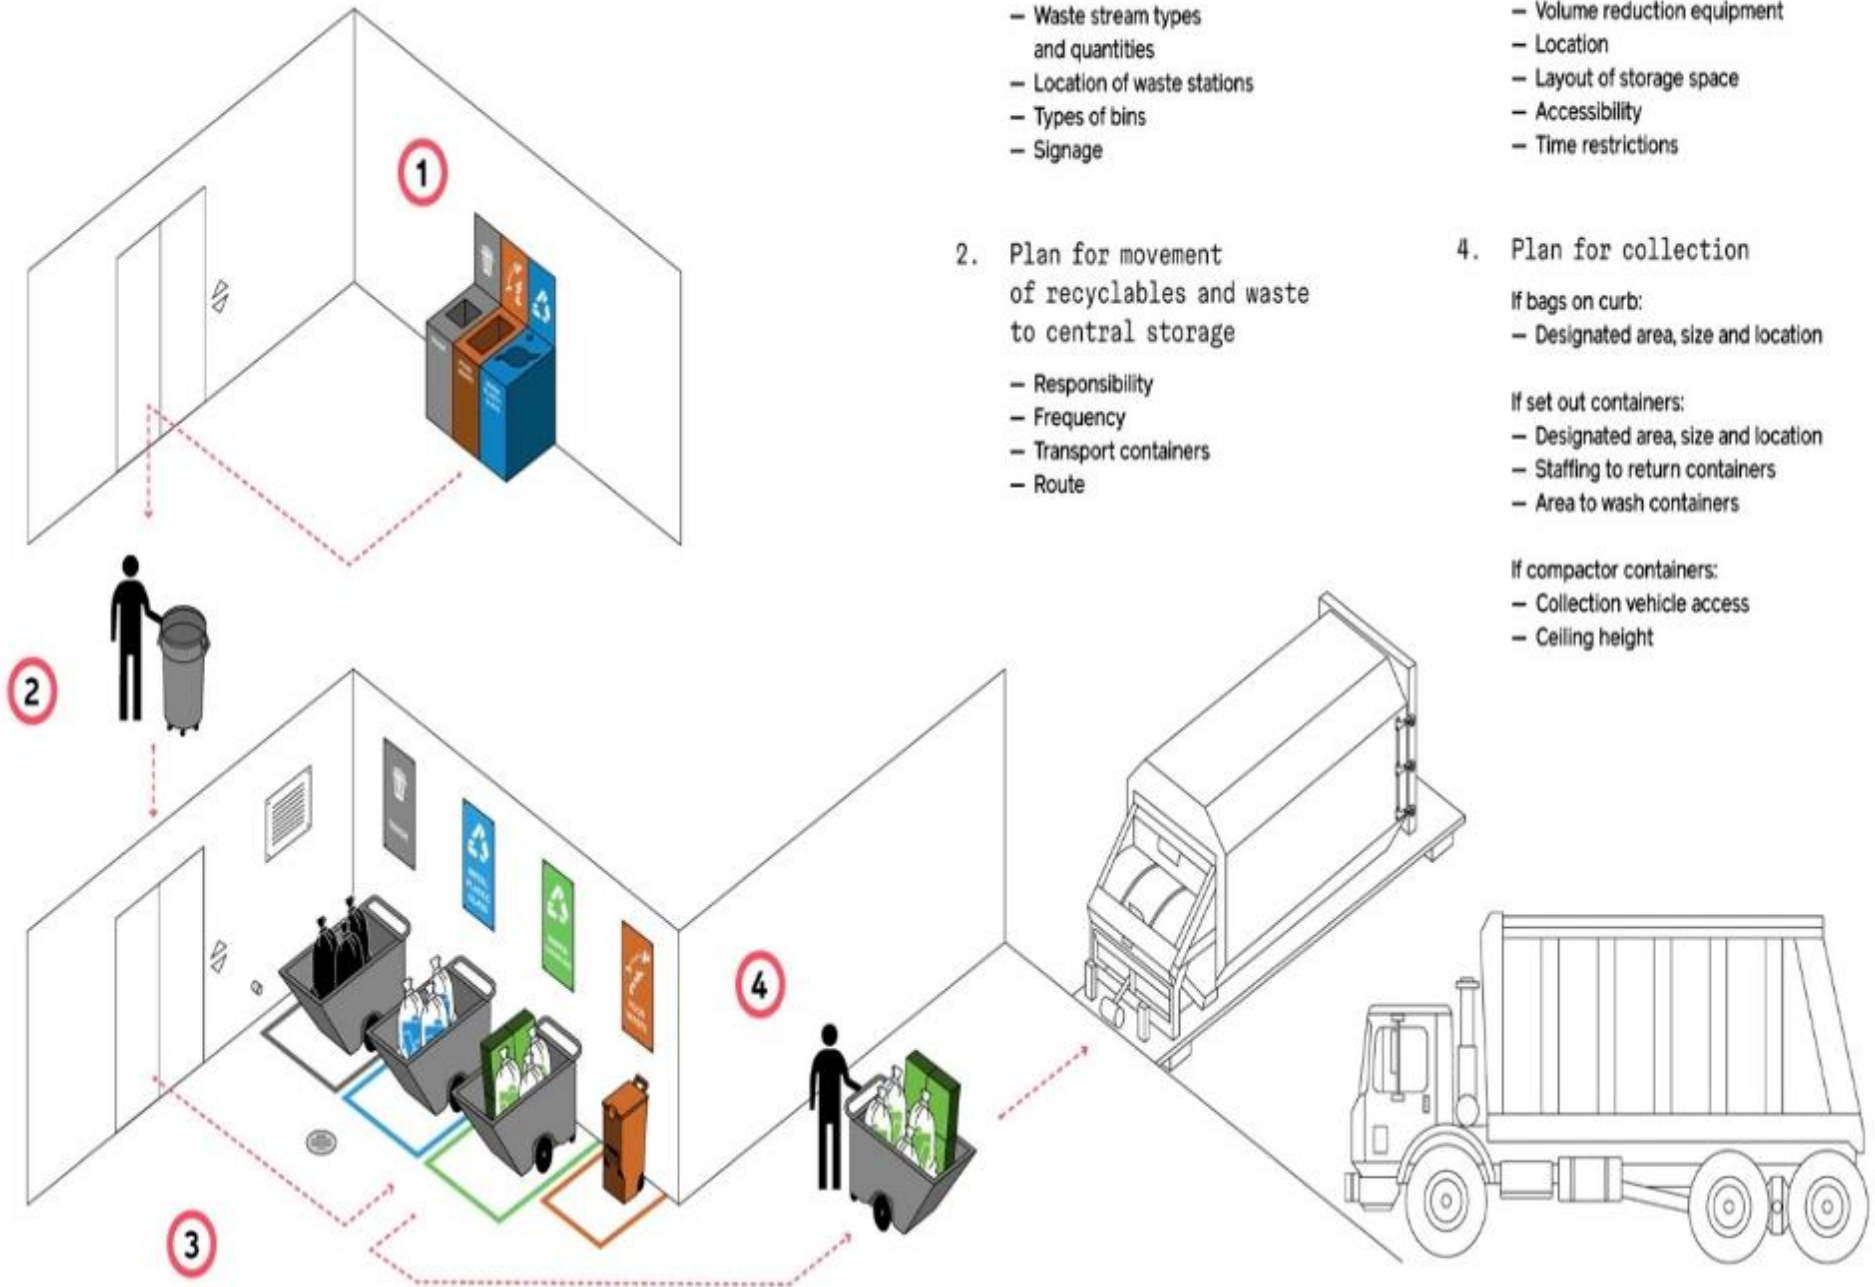 — Waste stream types
and quantities
— Location of waste stations
— Types of bins
— Signage
2. Plan for movement
of recyclables and waste
to central storage
— Responsibility
— Frequency
— Transport containers
— Route
— Volume reduction equipment
— Location
— Layout of storage space
— Accessibility
— Time restrictions
4. Plan for collection
If bags on curb:
— Designated area, size and location
If set out containers:
— Designated area, size and location
— Staffing to return containers
— Area to wash containers
If compactor containers:
— Collection vehicle access
— Ceiling height
1
2
3
4